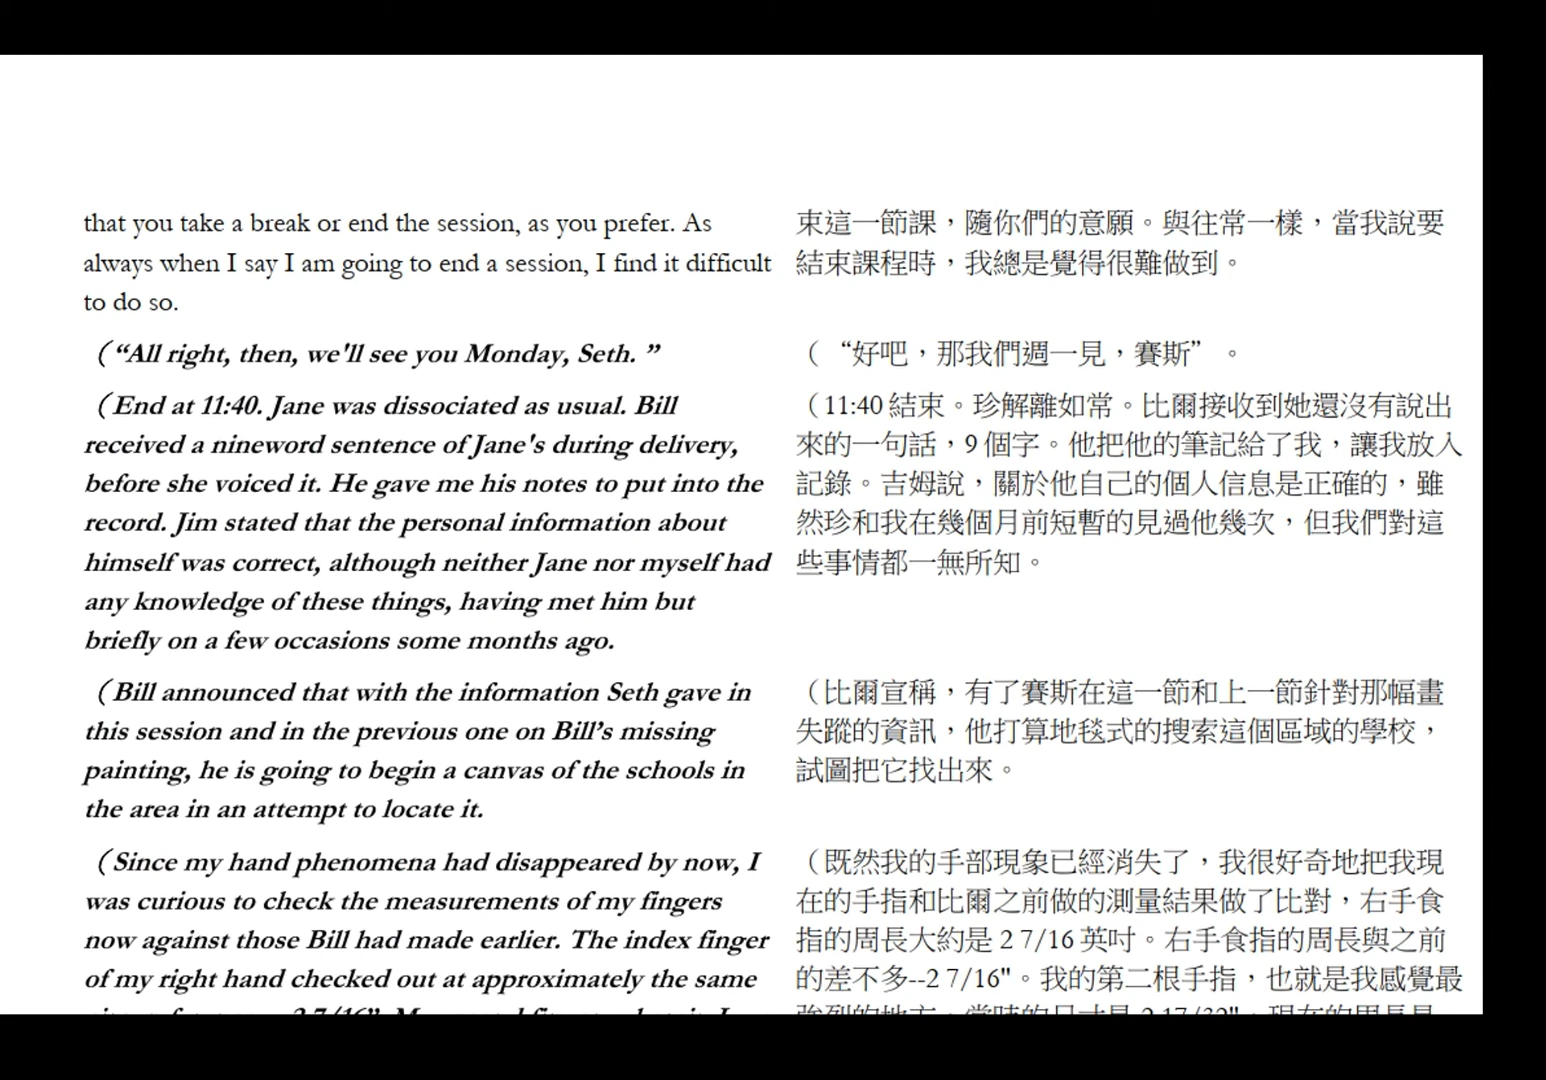 that you take a break or end the session, as you prefer. As
always when I say I am going to end a session, I find it difficult
to do so.
(“All right, then, we'll see you Monday, Seth. ”
(End at 11:40. Jane was dissociated as usual. Bill
received a nineword sentence of Jane's during delivery,
before she voiced it. He gave me his notes to put into the
record. Jim stated that the personal information about
himself was correct, although neither Jane nor myself had
any knowledge of these things, having met him but
briefly on a few occasions some months ago.
(Bill announced that with the information Seth gave in
this session and in the previous one on Bill’s missing
painting, he is going to begin a canvas of the schools in
the area in an attempt to locate it.
(Since my hand phenomena had disappeared by now, I
was curious to check the measurements of my fingers
now against those Bill had made earlier. The index finger
of my right hand checked out at approximately the same
束這一節課，隨你們的意願。與往常一樣，當我說要
結束課程時，我總是覺得很難做到。
（“好吧，那我們週一見，賽斯”。
（11:40 結束。珍解離如常。比爾接收到她還沒有說出
來的一句話，9 個字。他把他的筆記給了我，讓我放入
記錄。吉姆說，關於他自己的個人信息是正確的，雖
然珍和我在幾個月前短暫的見過他幾次，但我們對這
些事情都一無所知。
（比爾宣稱，有了賽斯在這一節和上一節針對那幅畫
失蹤的資訊，他打算地毯式的搜索這個區域的學校，
試圖把它找出來。
（既然我的手部現象已經消失了，我很好奇地把我現
在的手指和比爾之前做的測量結果做了比對，右手食
指的周長大約是 2 7/16 英吋。右手食指的周長與之前
的差不多--2 7/16"。我的第二根手指，也就是我感覺最